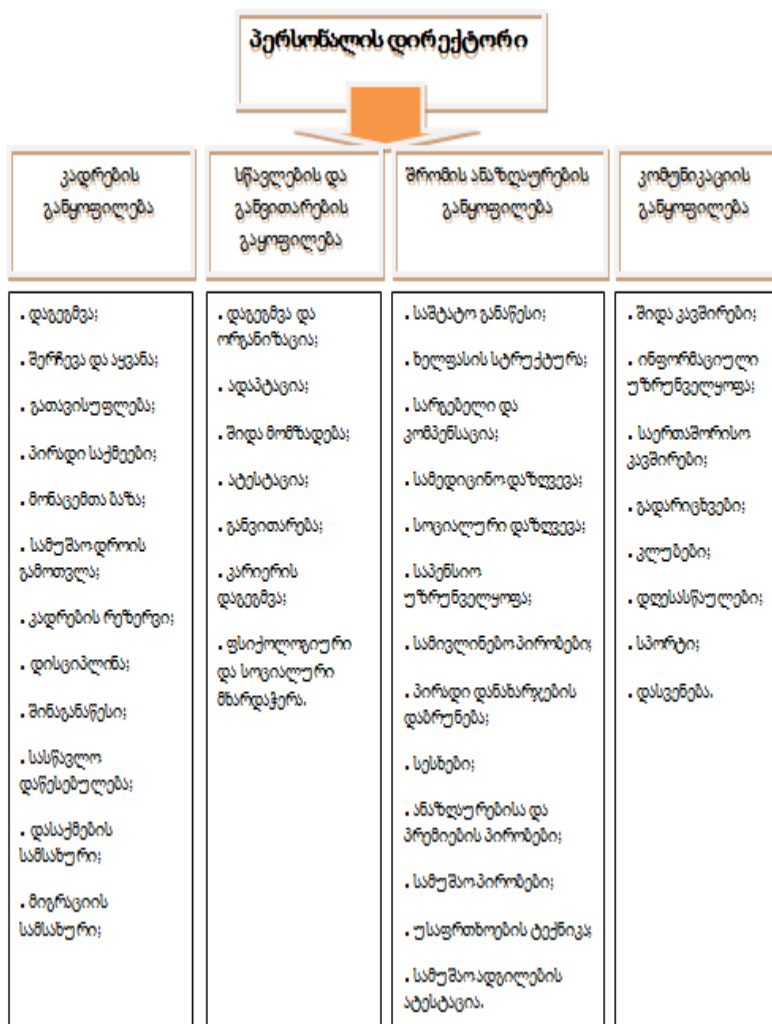 პერსონალის დირექტორი
კადრების
განყოფილება
სწავლების და
განვითარების
გაყოფილება
შრომის ანაზღაურების
განყოფილება
კომუნიკაციის
განყოფილება
. დაგეგმვა;
. შერჩევა და აყვანა;
. გათავისუფლება;
. პირადი საქმეები;
. მონაცემთა ბაზა;
. სამუშაო დროის
გამოთვლა;
. კადრების რეზერვი;
. დისციპლინა;
. შინაგანაწესი;
. სასწავლო
დაწესებულება;
. დასაქმების
სამსახური;
. მიგრაციის
სამსახური;
. დაგეგმვა და
ორგანიზაცია;
. ადაპტაცია;
. შიდა მომზადება;
. ატესტაცია;
. განვითარება;
. კარიერის
დაგეგმვა;
. ფსიქოლოგიური
და სოციალური
მხარდაჭერა.
. საშტატო განაწესი;
. ხელფასის სტრუქტურა;
. სარგებელი და
კომპენსაცია;
. სამედიცინო დაზღვევა;
. სოციალური დაზღვევა;
. საპენსიო
უზრუნველყოფა;
. სამივლინებო პირობები;
. პირადი დანახარჯების
დაბრუნება;
. სესხები;
. ანაზღაურებისა და
პრემიების პირობები;
. სამუშაო პირობები;
. უსაფრთხოების ტექნიკა;
. სამუშაო ადგილების
ატესტაცია.
. შიდა კავშირები;
. ინფორმაციული
უზრუნველყოფა;
. საერთაშორისო
კავშირები;
. გადარიცხვები;
. კლუბები;
. დღესასწაულები;
. სპორტი;
. დასვენება.